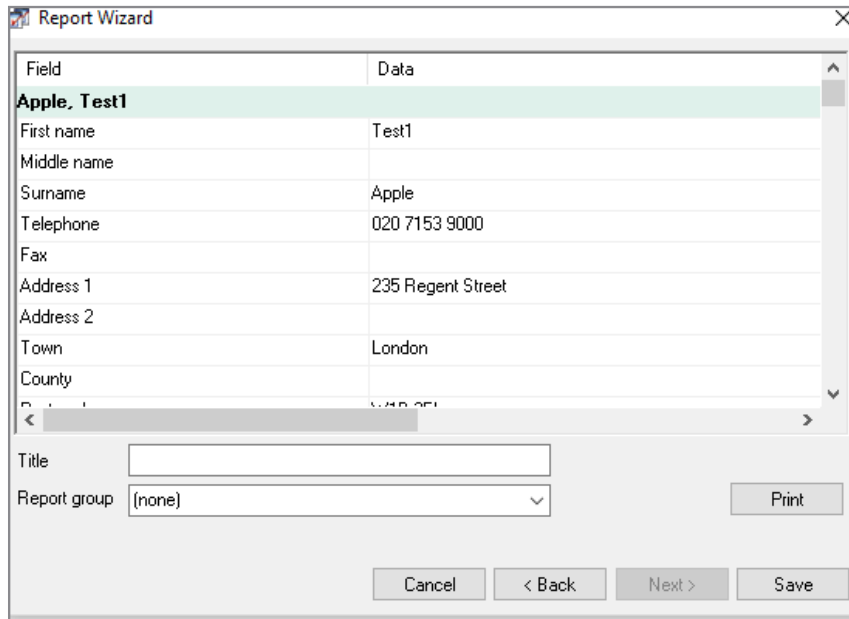 Report Wizard
Field Data
Apple, Test1
First name Test1
Middle name
Surname Apple
Telephone 020 7153 9000
Fax
Address 1 235 Regent Street
Address 2
Town London
County
Title
Report group (none)
Print
Cancel < Back Next > Save